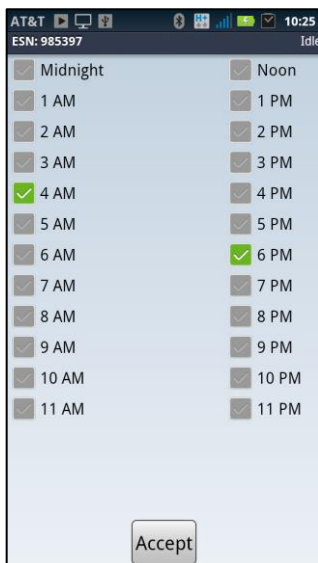 AT&T 10:25
ESN: 985397 Idle
Midnight Noon
1 AM 1 PM
2 AM 2 PM
3 AM 3 PM
4 AM 4 PM
5 AM 5 PM
6 AM 6 PM
7 AM 7 PM
8 AM 8 PM
9 AM 9 PM
10 AM 10 PM
11 AM 11 PM
Accept